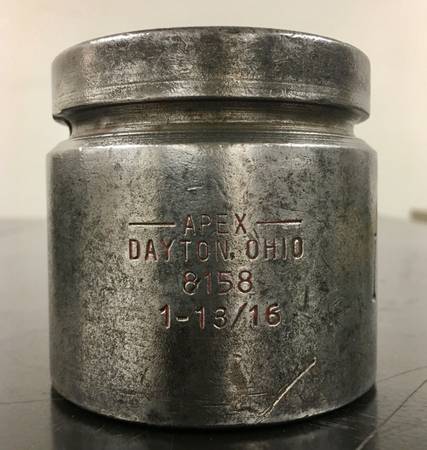 APEX
DAYTON, OHIO
8158
1-13/16